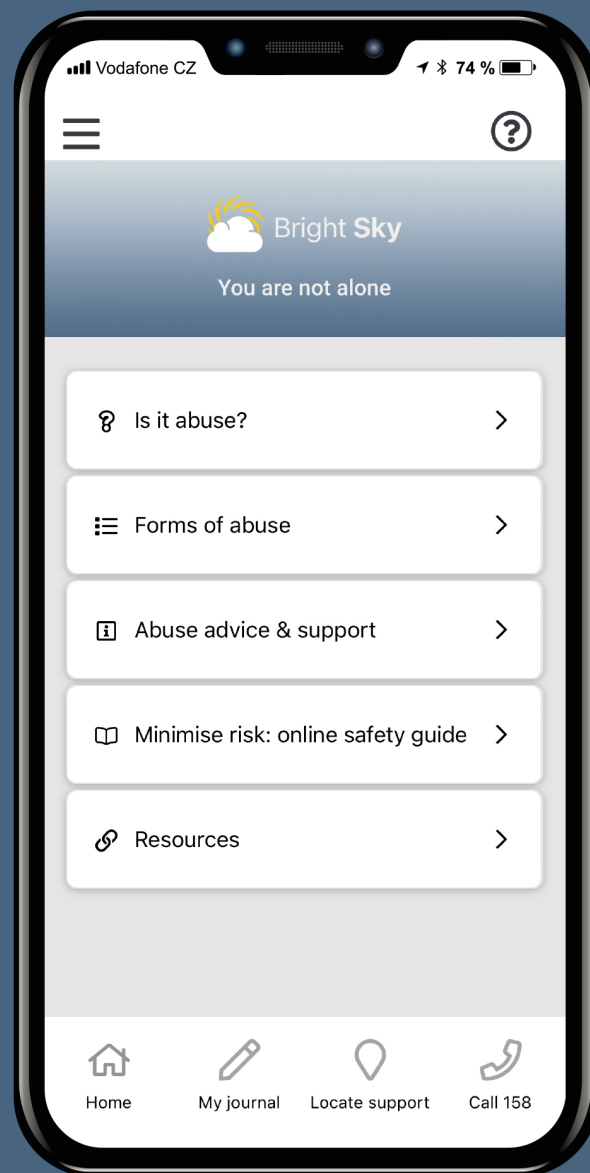 Vodafone CZ
74 %
Bright Sky
You are not alone
Is it abuse?
Forms of abuse
Abuse advice & support
Minimise risk: online safety guide
Resources
Home
My journal
Locate support
Call 158